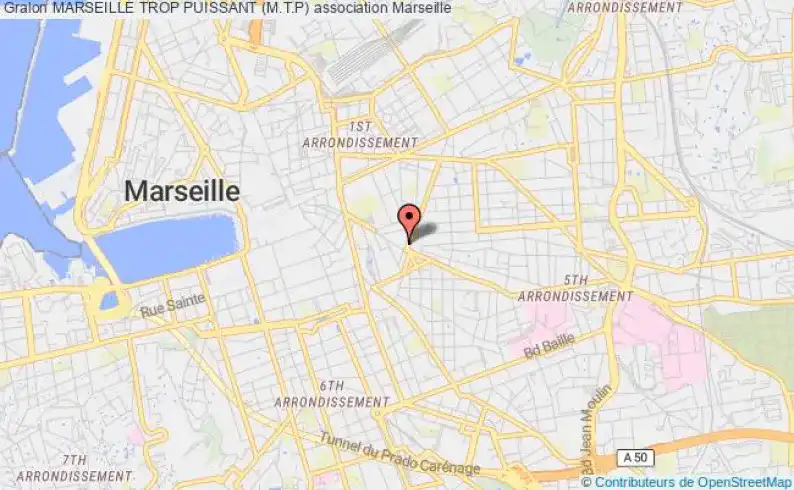 Gralon MARSEILLE TROP PUISSANT (M.T.P) association Marseille
ARRONDISSEMENT
1ST
ARRONDISSEMENT
Marseille
5TH
ARRONDISSEMENT
Rue Sainte
Bd Baille
6TH
ARRONDISSEMENT
Bd Jean Moulin
Tunnel du Prado Carénage
A 50
7TH
ARRONDISSEMENT
© Contributeurs de OpenStreetMap